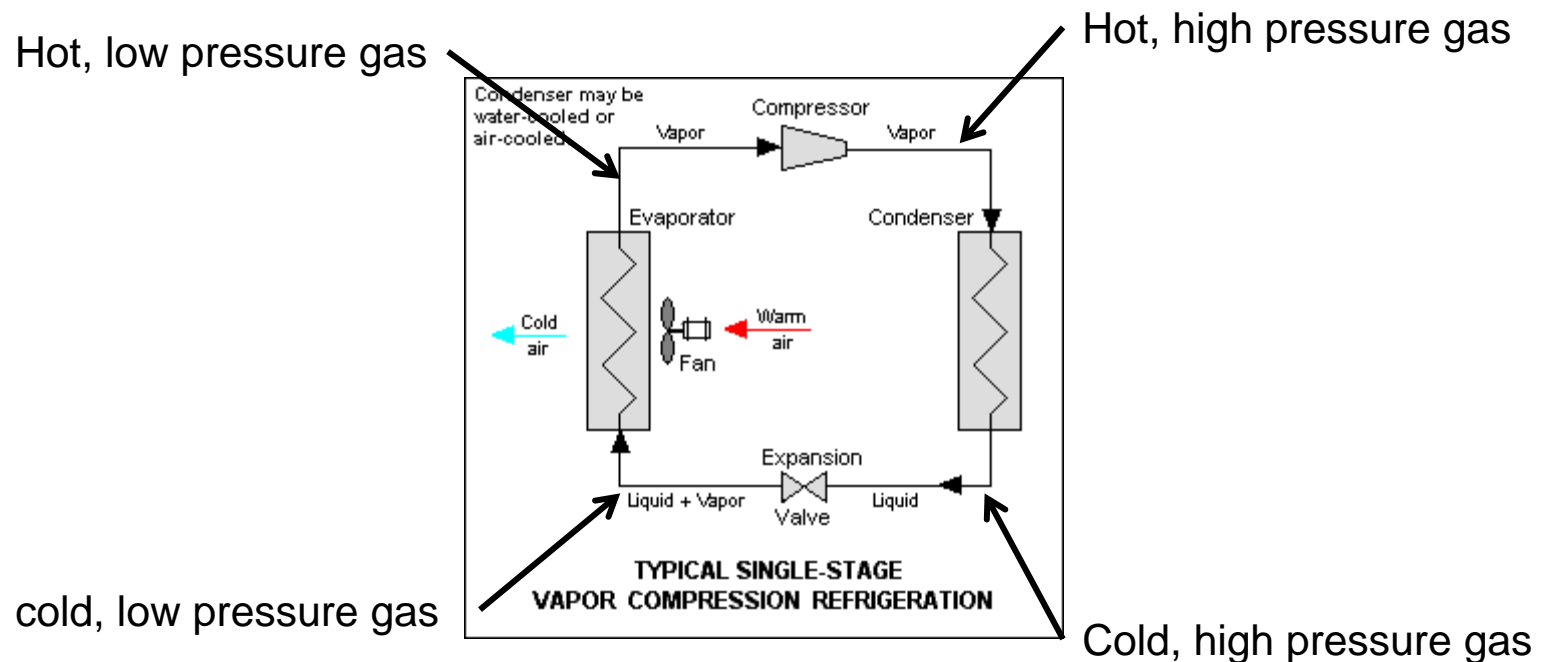 Hot, low pressure gas
Hot, high pressure gas
Condenser may be
water-cooled or
air-cooled
Compressor
Vapor
Vapor
Evaporator
Condenser
Cold
air
Fan
Warm
air
Expansion
Valve
Liquid + Vapor
Liquid
TYPICAL SINGLE-STAGE
VAPOR COMPRESSION REFRIGERATION
cold, low pressure gas
Cold, high pressure gas